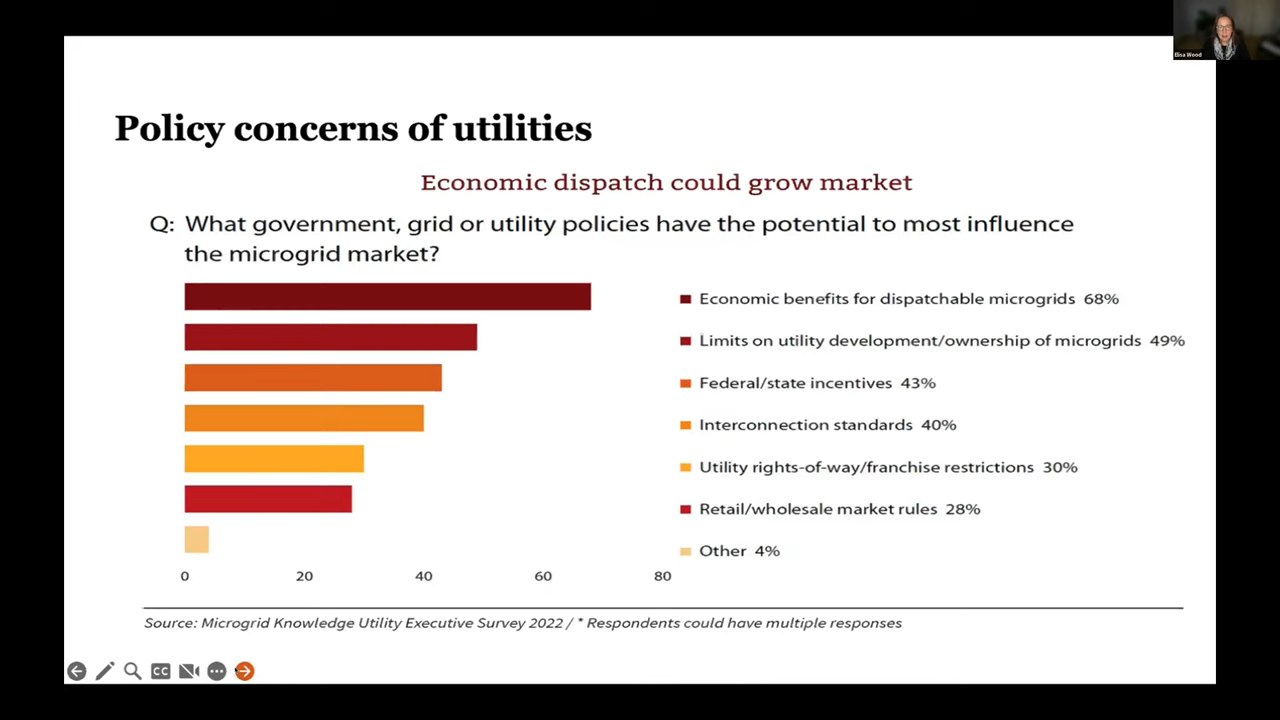 Elisa Wood
Policy concerns of utilities
Economic dispatch could grow market
Q: What government, grid or utility policies have the potential to most influence
the microgrid market?
Economic benefits for dispatchable microgrids 68%
Limits on utility development/ownership of microgrids 49%
Federal/state incentives 43%
Interconnection standards 40%
Utility rights-of-way/franchise restrictions 30%
Retail/wholesale market rules 28%
Other 4%
0 20 40 60 80
Source: Microgrid Knowledge Utility Executive Survey 2022 / * Respondents could have multiple responses
CC